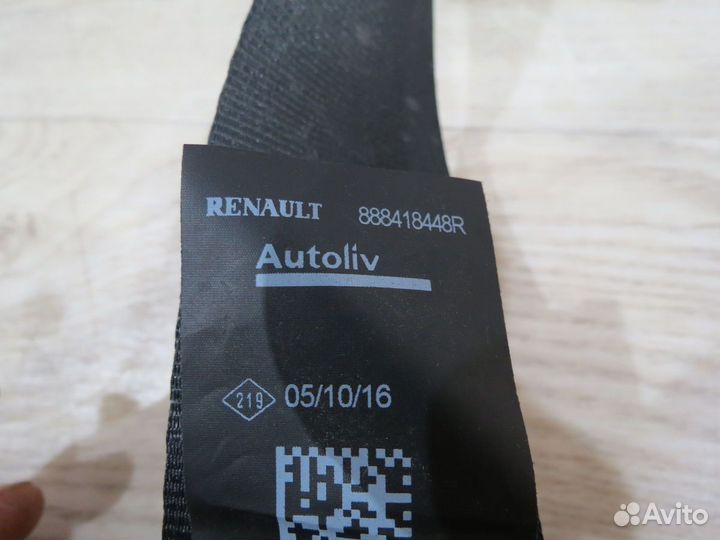 RENAULT 888418448R
Autoliv
219 05/10/16
Avito